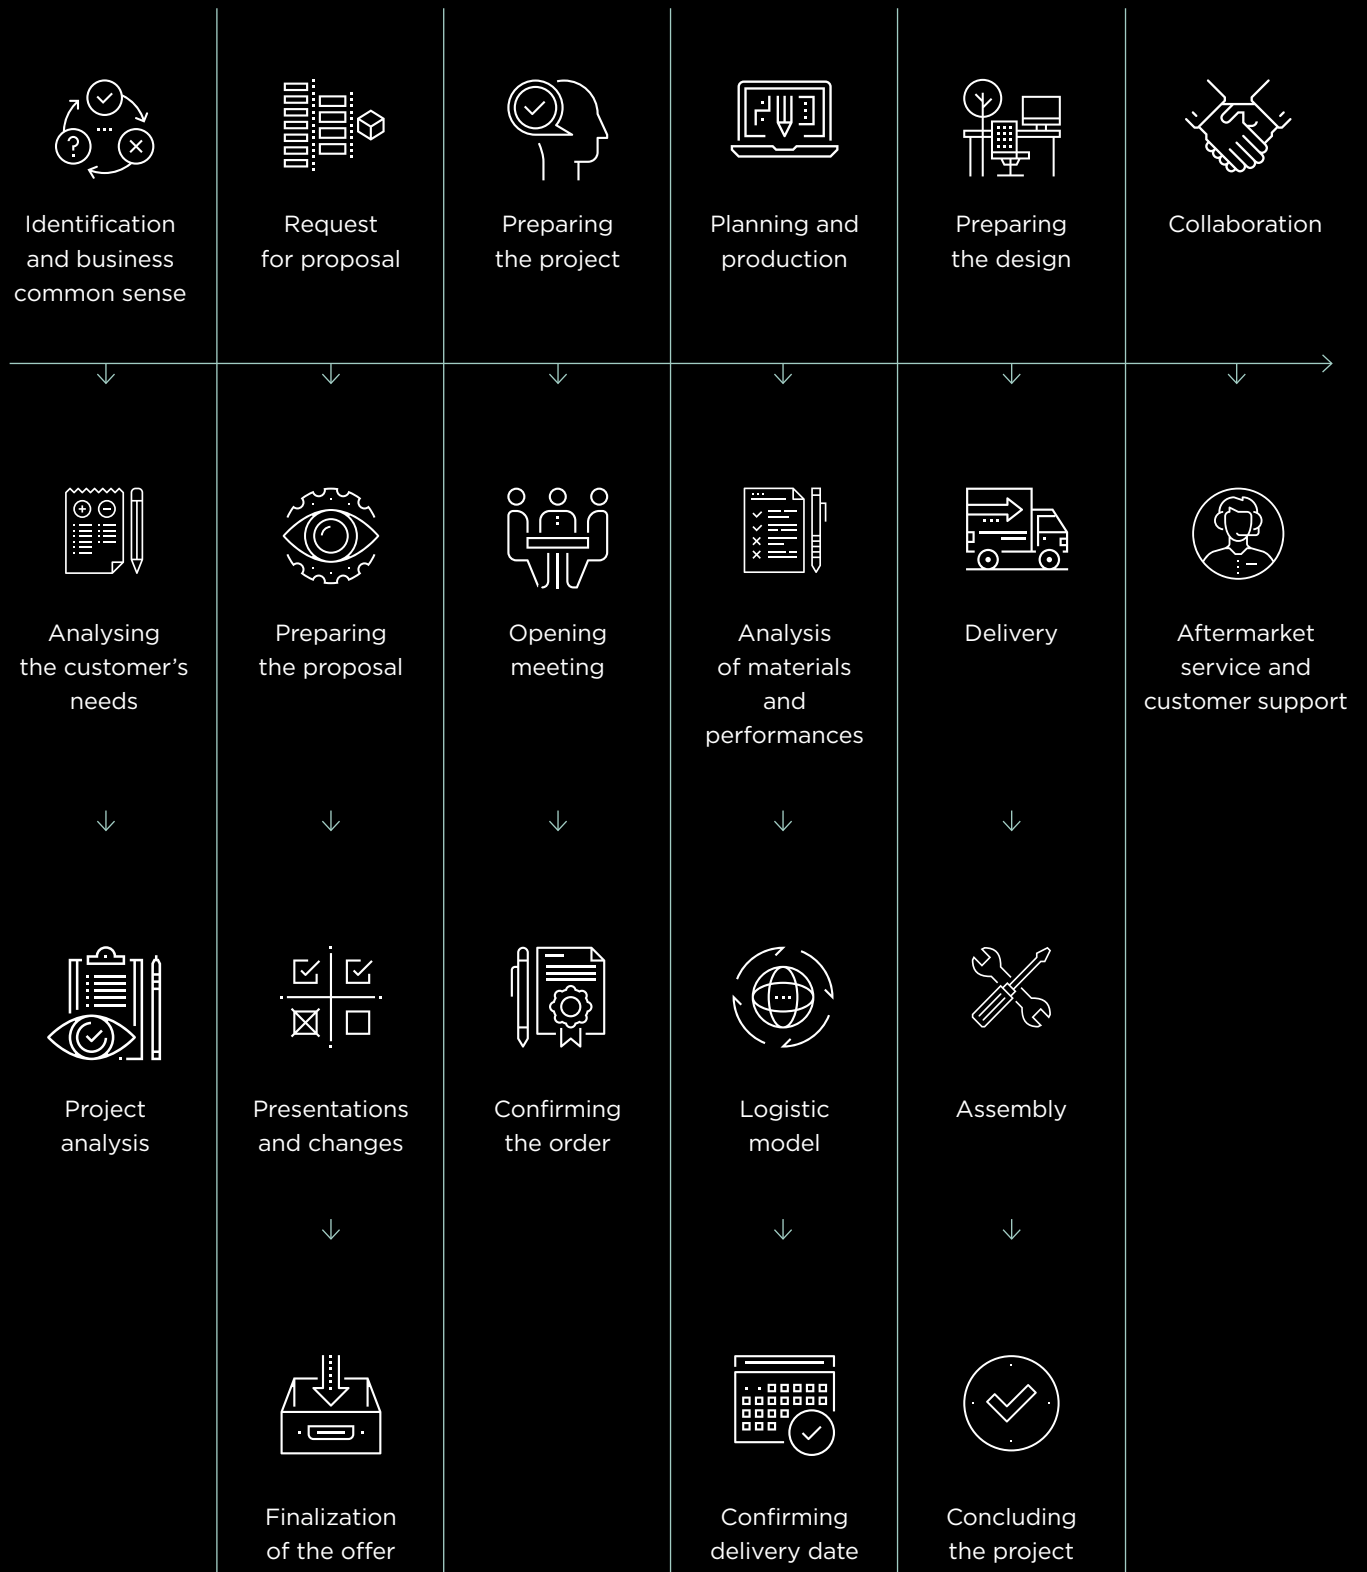 Identification
and business
common sense
Request
for proposal
Preparing
the project
Planning and
production
Preparing
the design
Collaboration
Analysing
the customer’s
needs
Preparing
the proposal
Opening
meeting
Analysis
of materials
and
performances
Delivery
Aftermarket
service and
customer support
Project
analysis
Presentations
and changes
Confirming
the order
Logistic
model
Assembly
Finalization
of the offer
Confirming
delivery date
Concluding
the project